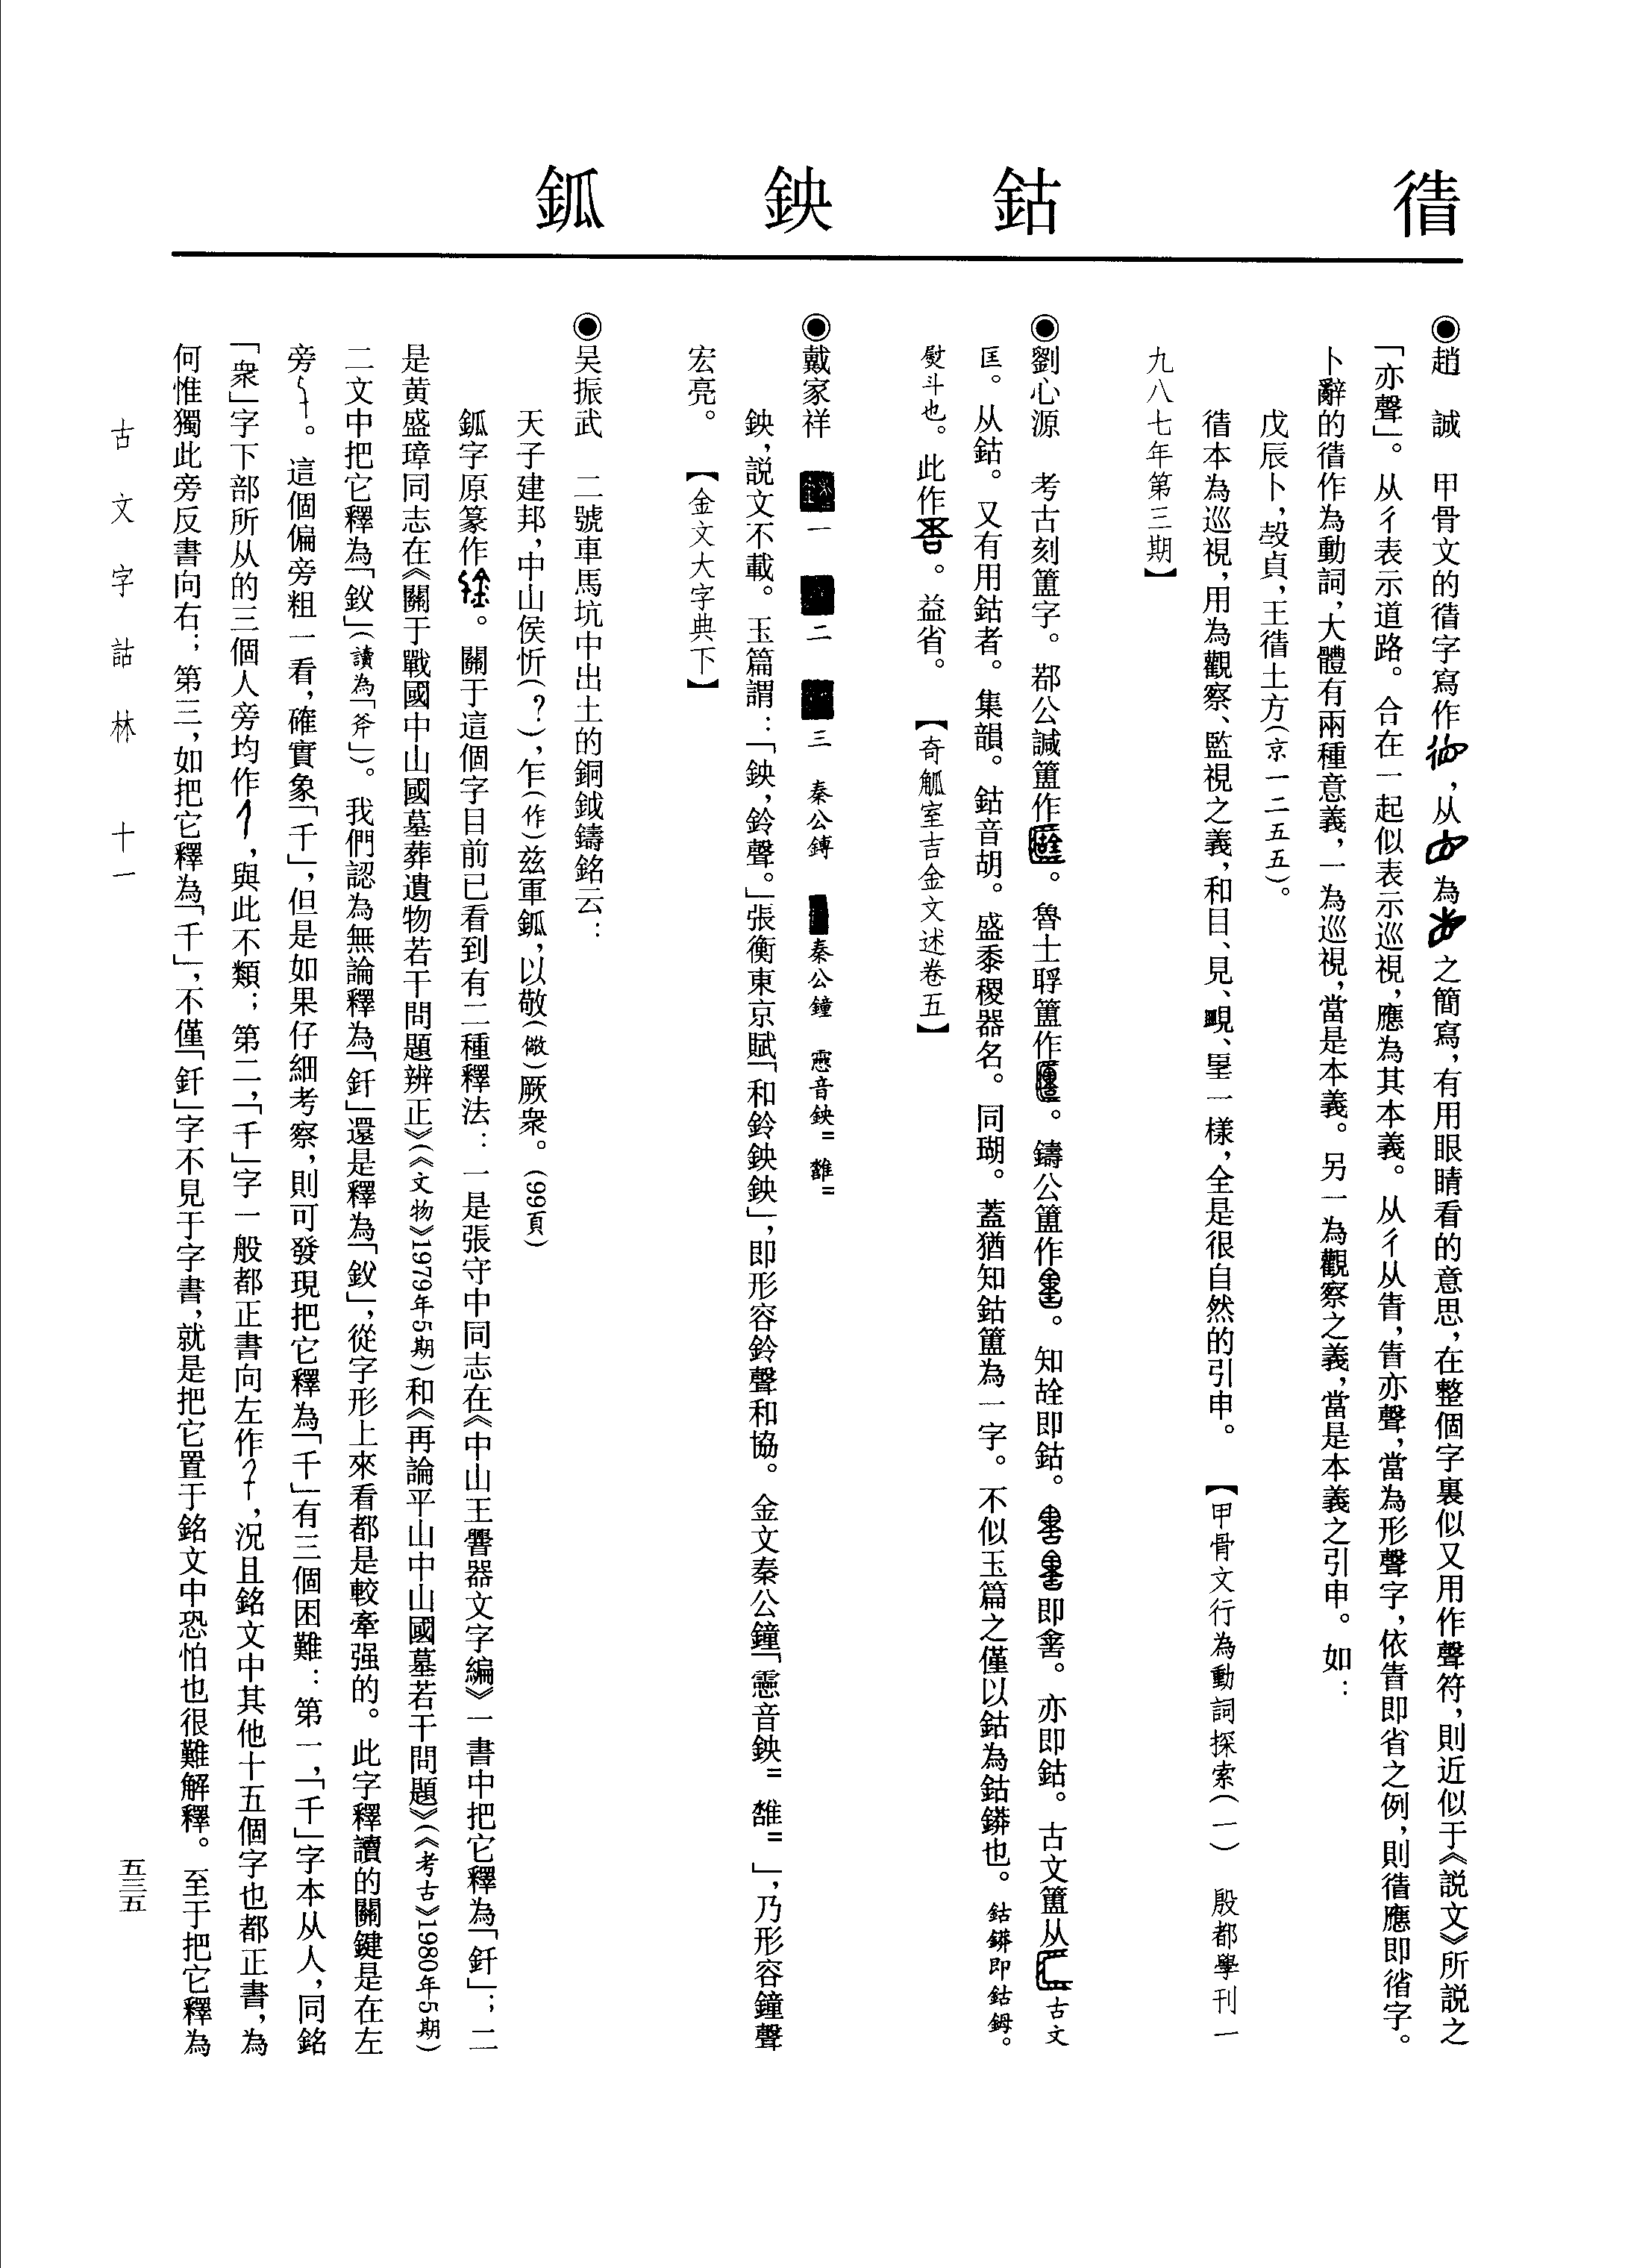 徣
鈷
鉠
鈲
◉趙　誠　甲骨文的徣字寫作，从為之簡寫，有用眼睛看的意思，在整個字裏似又用作聲符，則近似于《説文》所説之
「亦聲」。从彳表示道路。合在一起似表示巡視，應為其本義。从彳从眚，眚亦聲，當為形聲字，依眚即省之例，則徣應即㣄字。
卜辭的徣作為動詞，大體有兩種意義，一為巡視，當是本義。另一為觀察之義，當是本義之引申。如：
戊辰卜，㱿貞，王徣土方（京一二五五）。
徣本為巡視，用為觀察、監視之義，和目、見、䀘、䍿一樣，全是很自然的引申。　【甲骨文行為動詞探索（一）　殷都學刊一
九八七年第三期】
◉劉心源　考古刻簠字。鄀公諴簠作。魯士㝬簠作。鑄公簠作。知䤔即鈷。即。亦即鈷。古文簠从匚古文
匡。从鈷。又有用鈷者。集韻。鈷音胡。盛黍稷器名。同瑚。蓋猶知鈷簠為一字。不似玉篇之僅以鈷為鈷鏻也。鈷鏻即鈷鉧。
熨斗也。此作。益省。　【奇觚室吉金文述卷五】
◉戴家祥　一　二　三　秦公鎛　秦公鐘　䨩音鉠〓 雝〓
鉠，説文不載。玉篇謂：「鉠，鈴聲。」張衡東京賦「和鈴鉠鉠」，即形容鈴聲和協。金文秦公鐘「䨩音鉠〓 雝〓」，乃形容鐘聲
宏亮。　【金文大字典下】
◉吴振武　二號車馬坑中出土的銅鉞鑄銘云：
天子建邦，中山侯忻（？），乍（作）兹軍鈲，以敬（儆）厥衆。（99頁）
鈲字原篆作。關于這個字目前已看到有二種釋法：一是張守中同志在《中山王䰭器文字編》一書中把它釋為「釺」；二
是黄盛璋同志在《關于戰國中山國墓葬遺物若干問題辨正》（《文物》1979年5期）和《再論平山中山國墓若干問題》（《考古》1980年5期）
二文中把它釋為「釱」（讀為「斧」）。我們認為無論釋為「釺」還是釋為「釱」，從字形上來看都是較牽强的。此字釋讀的關鍵是在左
旁。這個偏旁粗一看，確實象「千」，但是如果仔細考察，則可發現把它釋為「千」有三個困難：第一，「千」字本从人，同銘
「衆」字下部所从的三個人旁均作，與此不類；第二，「千」字一般都正書向左作，況且銘文中其他十五個字也都正書，為
何惟獨此旁反書向右；第三，如把它釋為「千」，不僅「釺」字不見于字書，就是把它置于銘文中恐怕也很難解釋。至于把它釋為
古文字詁林　十一
五三五